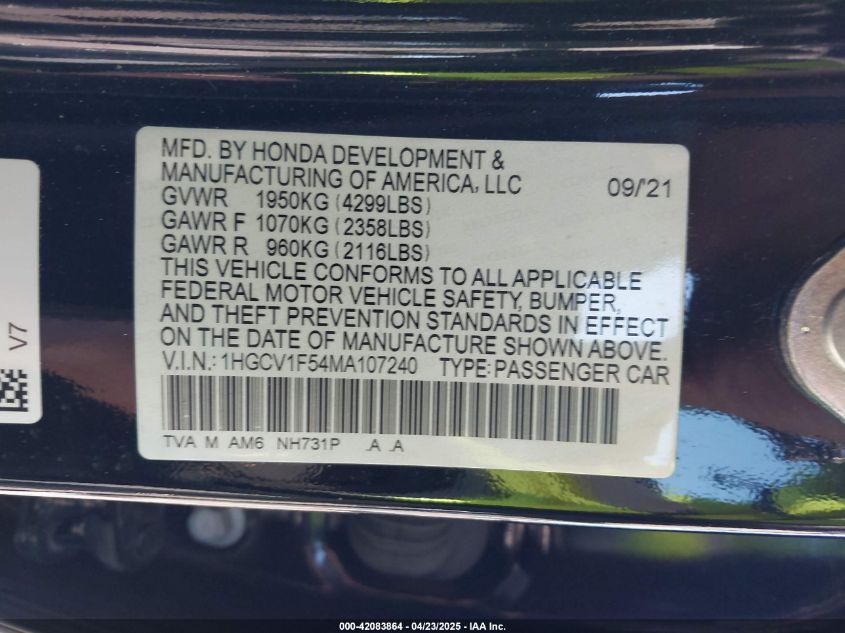 MFD. BY HONDA DEVELOPMENT &
MANUFACTURING OF AMERICA, LLC 09/'21
GVWR 1950KG (4299LBS)
GAWR F 1070KG (2358LBS)
GAWR R 960KG (2116LBS)
THIS VEHICLE CONFORMS TO ALL APPLICABLE
FEDERAL MOTOR VEHICLE SAFETY, BUMPER,
AND THEFT PREVENTION STANDARDS IN EFFECT
ON THE DATE OF MANUFACTURE SHOWN ABOVE.
V.I.N.: 1HGCV1F54MA107240 TYPE: PASSENGER CAR
TVA M AM6 NH731P .A .A
V7
000-42083864 - 04/23/2025 - IAA Inc.